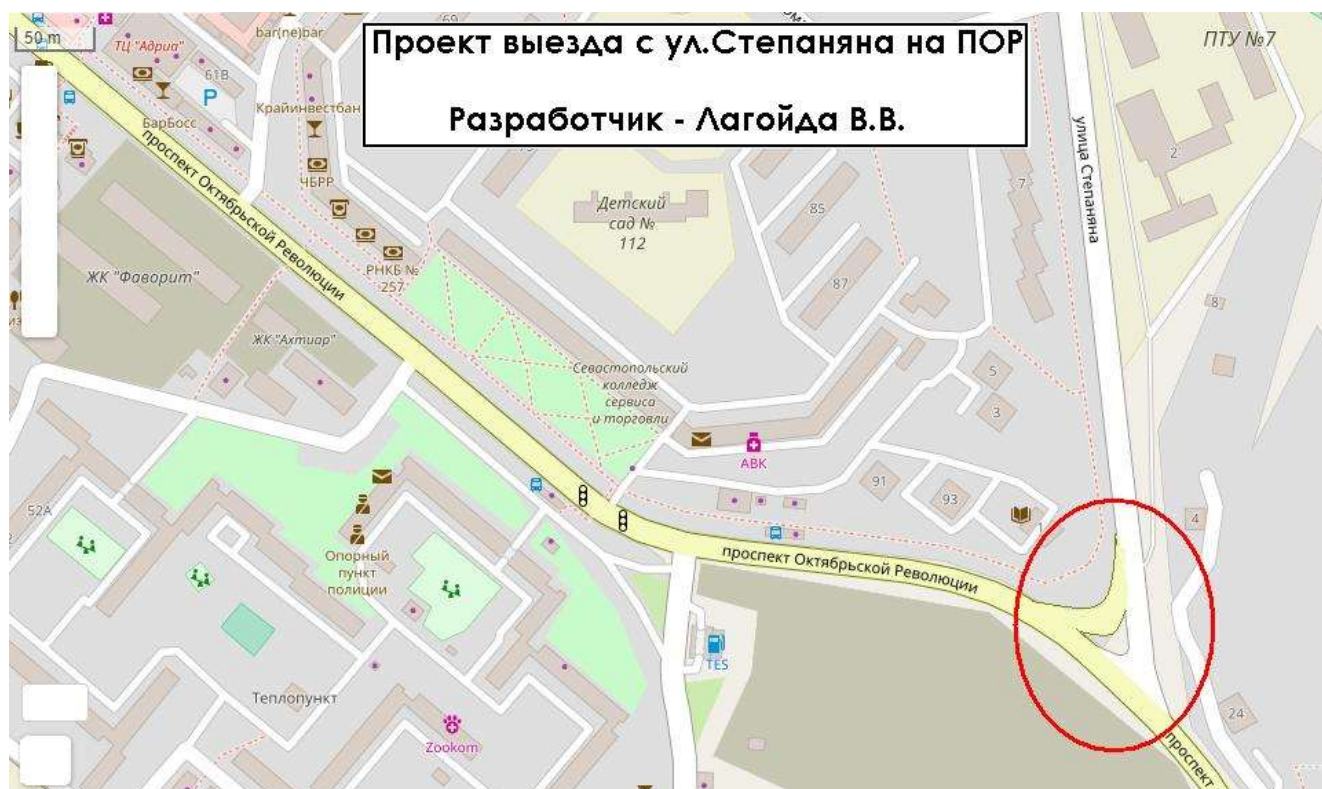 Проект выезда с ул.Степаняна на ПОР
Разработчик - Лагойда В.В.
50 m
ТЦ "Адриа"
bar(ne)bar
69
ПТУ №7
61В
P
БарБосс
Крайинвестбан
ЧБРР
проспект Октябрьской Революции
улица Степаняна
2
7
Детский
сад №
112
85
87
РНКБ №
257
ЖК "Фаворит"
ЖК "Ахтиар"
8
Севастопольский
колледж
сервиса
и торговли
5
3
АВК
91
93
1
4
52А
Опорный
пункт
полиции
проспект Октябрьской Революции
TES
Теплопункт
24
Zookom
проспект